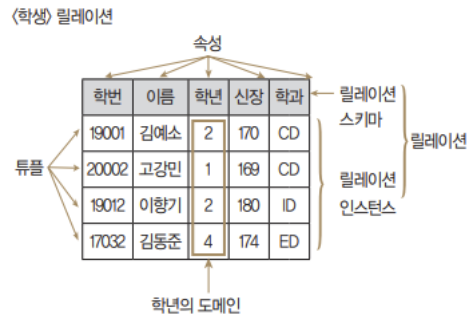 〈학생〉 릴레이션
속성
학번 이름 학년 신장 학과
19001 김예소 2 170 CD
20002 고강민 1 169 CD
19012 이향기 2 180 ID
17032 김동준 4 174 ED
튜플
릴레이션
스키마
릴레이션
인스턴스
릴레이션
학년의 도메인